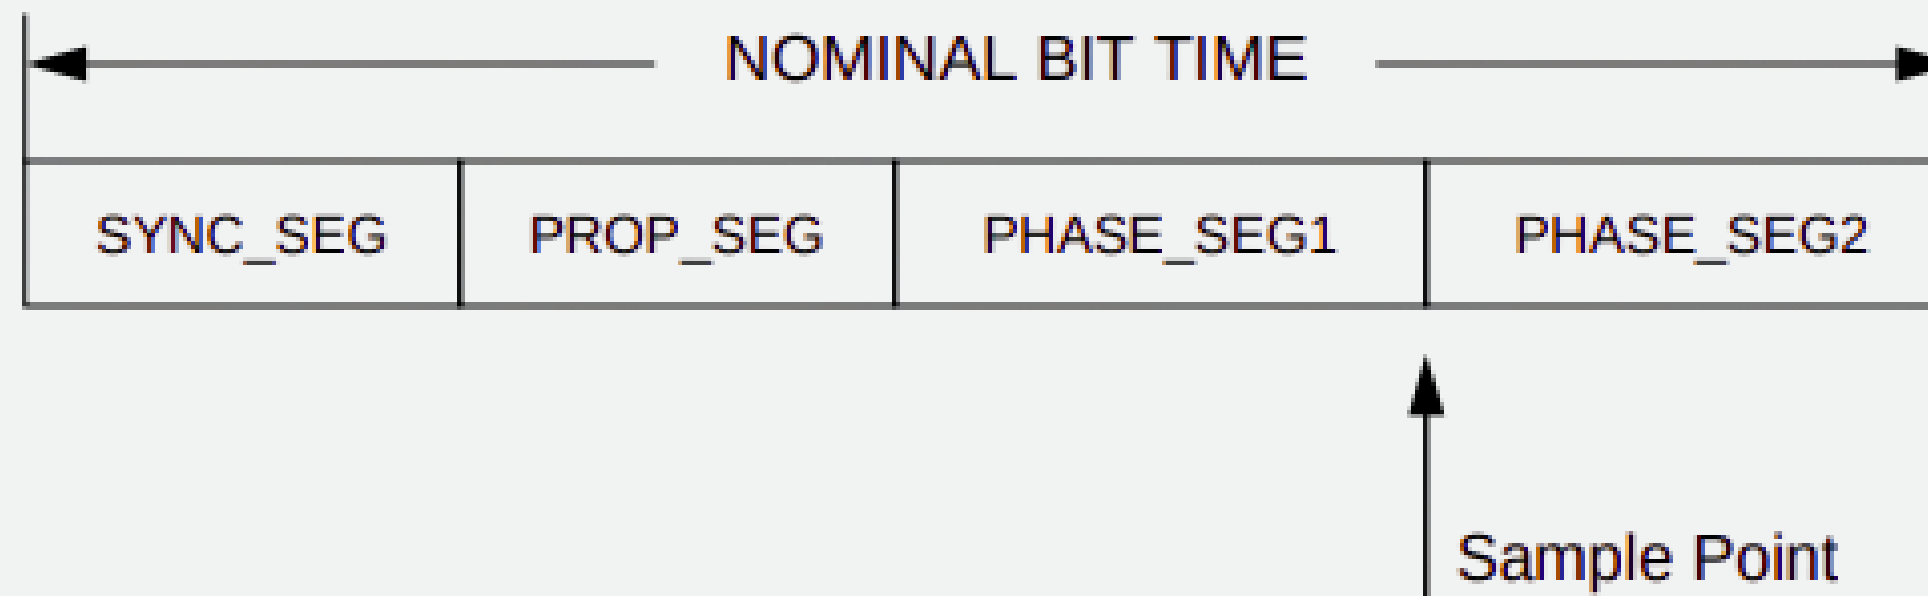 NOMINAL BIT TIME
SYNC_SEG PROP_SEG PHASE_SEG1 PHASE_SEG2
Sample Point